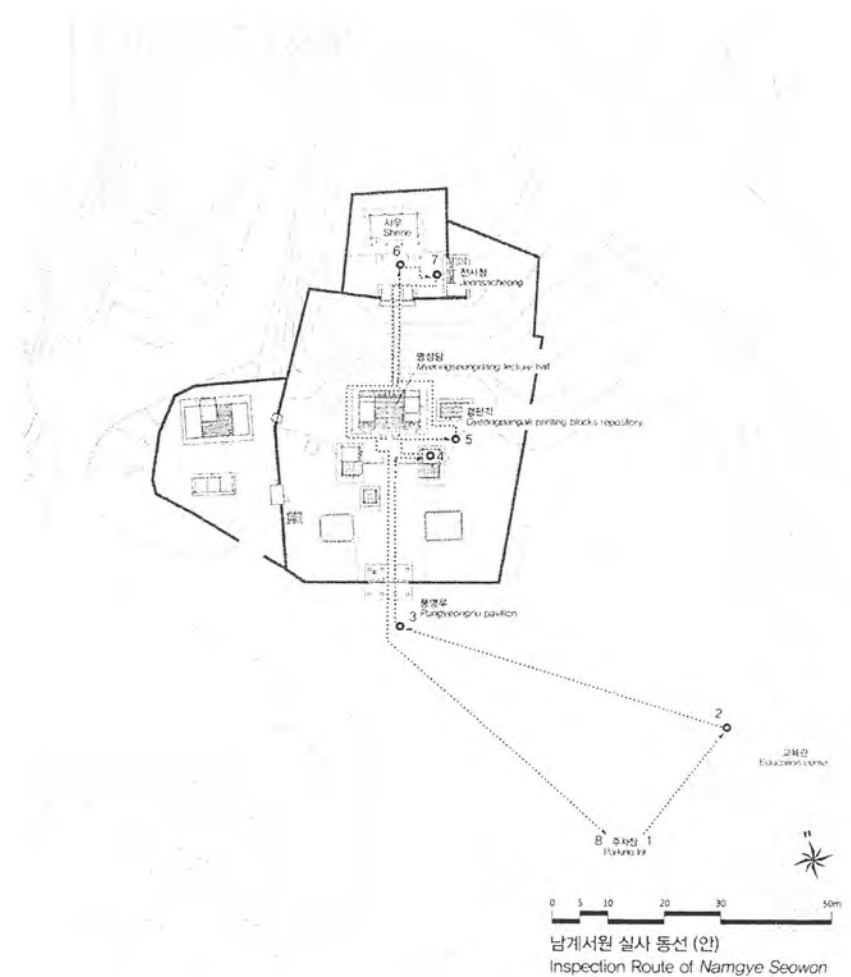 사우
Shrine
6
7
전사청
Jeonsacheong
명성당
Myeongseongdang lecture hall
경판각
Gyeongpangak printing blocks repository
5
4
풍영루
Pungyeongnu pavilion
3
2
교육관
Education center
8
주차장
1
Parking lot
0 5 10 20 30 50m
남계서원 실사 동선 (안)
Inspection Route of Namgye Seowon